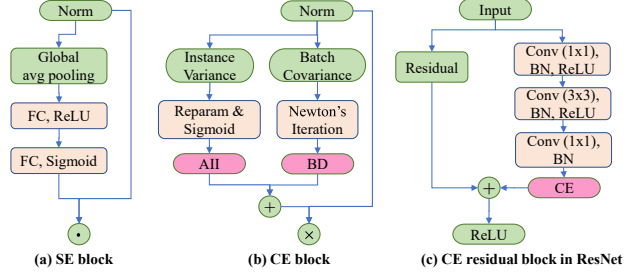 Norm
Global
avg pooling
FC, ReLU
FC, Sigmoid
(a) SE block
Norm
Instance
Variance
Batch
Covariance
Reparam &
Sigmoid
Newton's
Iteration
AII
BD
+
×
(b) CE block
Input
Residual
Conv (1x1),
BN, ReLU
Conv (3x3),
BN, ReLU
Conv (1x1),
BN
+
CE
ReLU
(c) CE residual block in ResNet